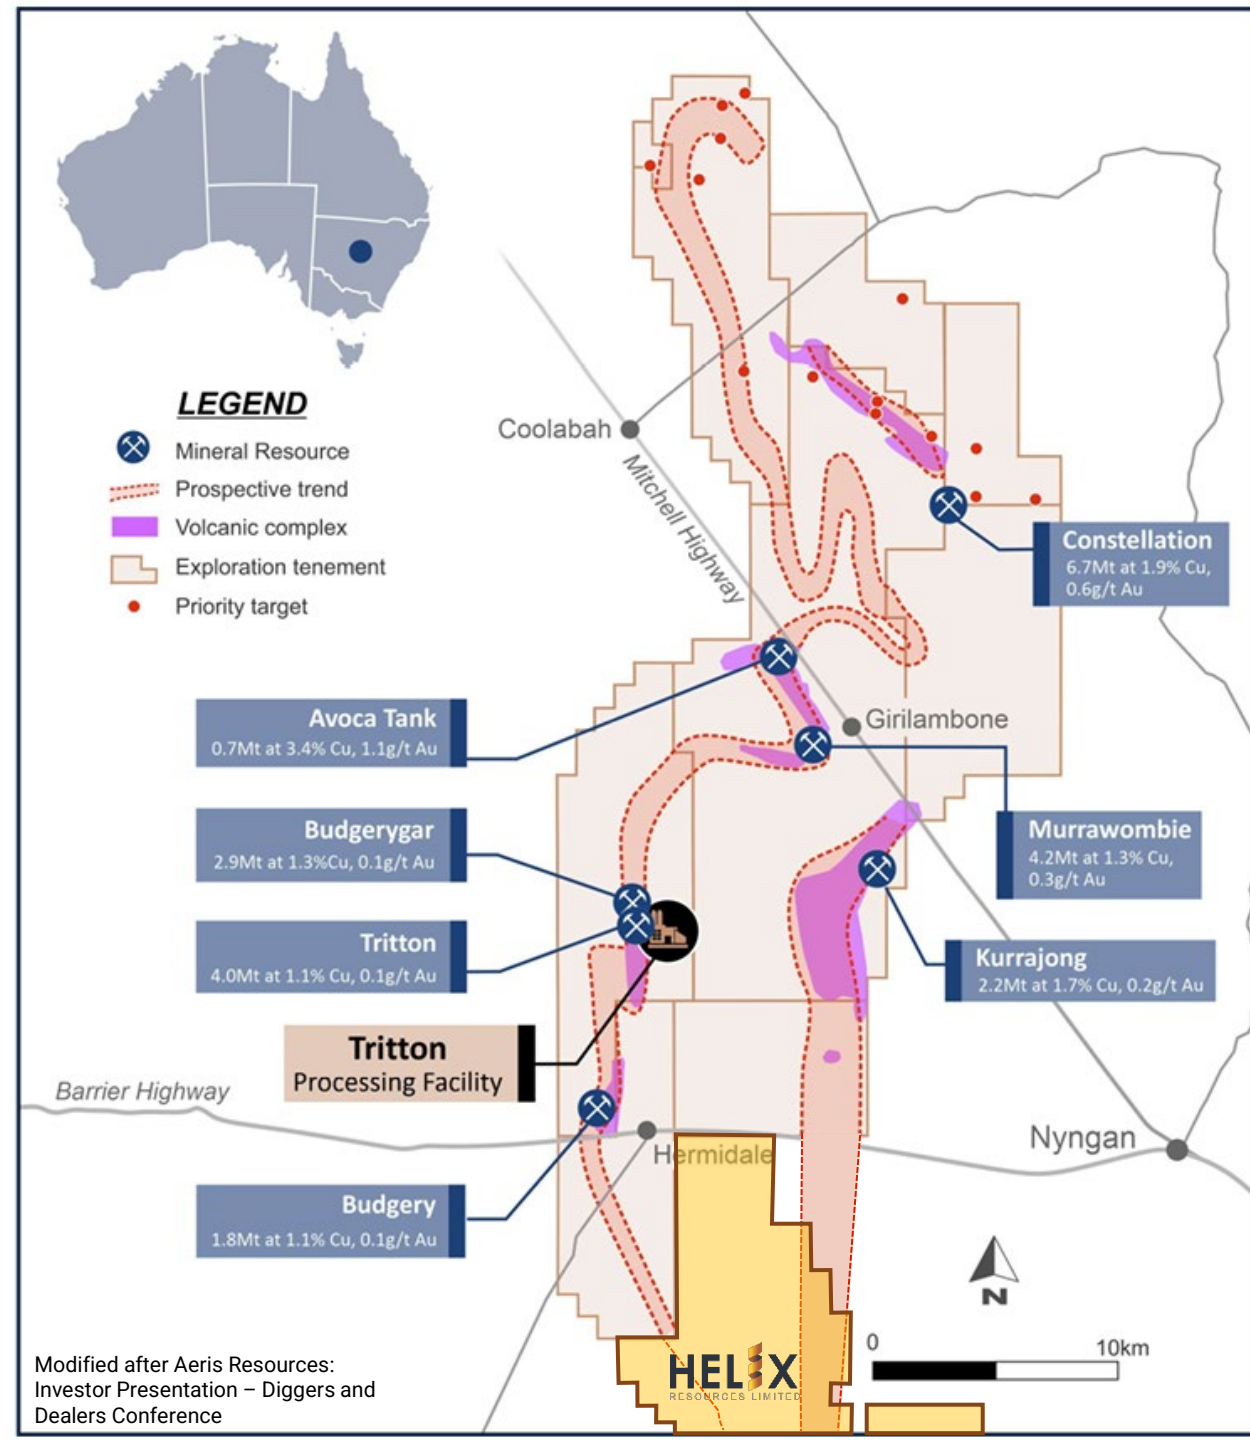 LEGEND
Mineral Resource
Prospective trend
Volcanic complex
Exploration tenement
Priority target
Coolabah
Mitchell Highway
Constellation
6.7Mt at 1.9% Cu,
0.6g/t Au
Avoca Tank
0.7Mt at 3.4% Cu, 1.1g/t Au
Girilambone
Budgerygar
2.9Mt at 1.3%Cu, 0.1g/t Au
Murrawombie
4.2Mt at 1.3% Cu,
0.3g/t Au
Tritton
4.0Mt at 1.1% Cu, 0.1g/t Au
Kurrajong
2.2Mt at 1.7% Cu, 0.2g/t Au
Tritton
Processing Facility
Barrier Highway
Hermidale
Nyngan
Budgery
1.8Mt at 1.1% Cu, 0.1g/t Au
N
0 10km
HELIX
RESOURCES LIMITED
Modified after Aeris Resources:
Investor Presentation – Diggers and
Dealers Conference